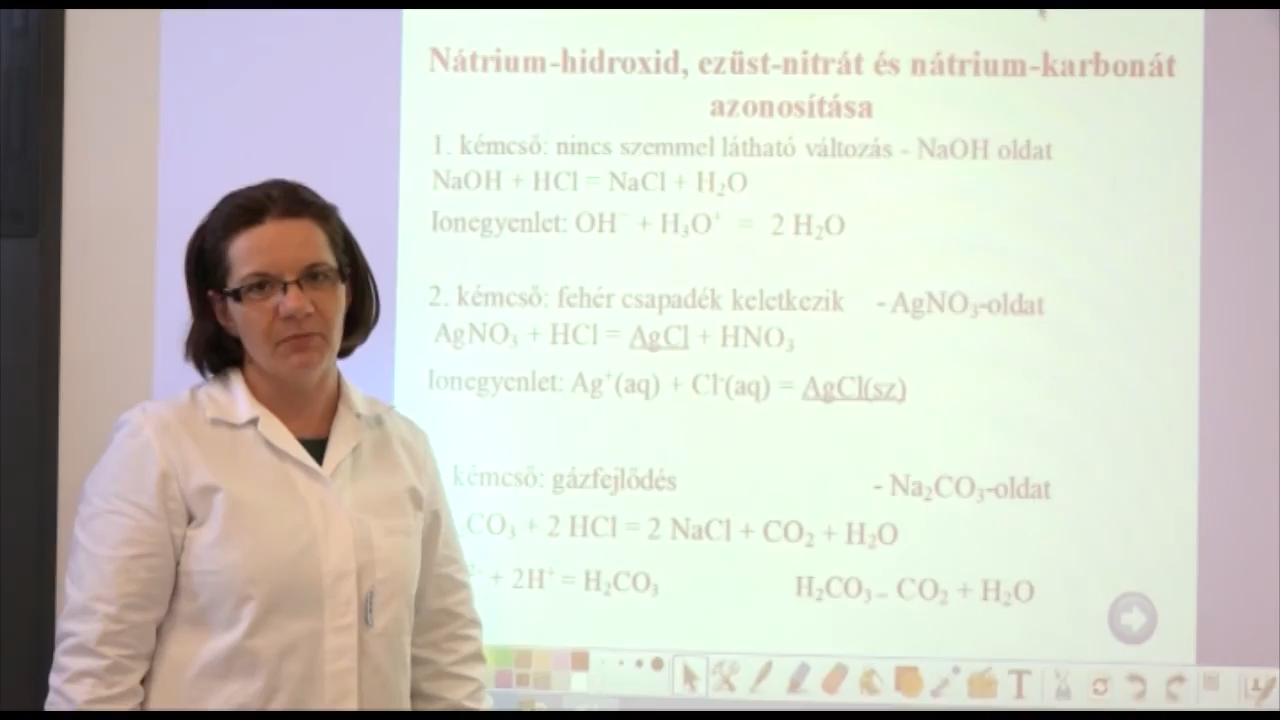 Nátrium-hidroxid, ezüst-nitrát és nátrium-karbonát
azonosítása
1. kémcső: nincs szemmel látható változás - NaOH oldat
NaOH + HCl = NaCl + H₂O
Ionegyenlet: OH⁻ + H₃O⁺ = 2 H₂O
2. kémcső: fehér csapadék keletkezik - AgNO₃-oldat
AgNO₃ + HCl = AgCl + HNO₃
Ionegyenlet: Ag⁺(aq) + Cl⁻(aq) = AgCl(sz)
kémcső: gázfejlődés - Na₂CO₃-oldat
CO₃ + 2 HCl = 2 NaCl + CO₂ + H₂O
+ 2H⁺ = H₂CO₃ H₂CO₃ = CO₂ + H₂O
T